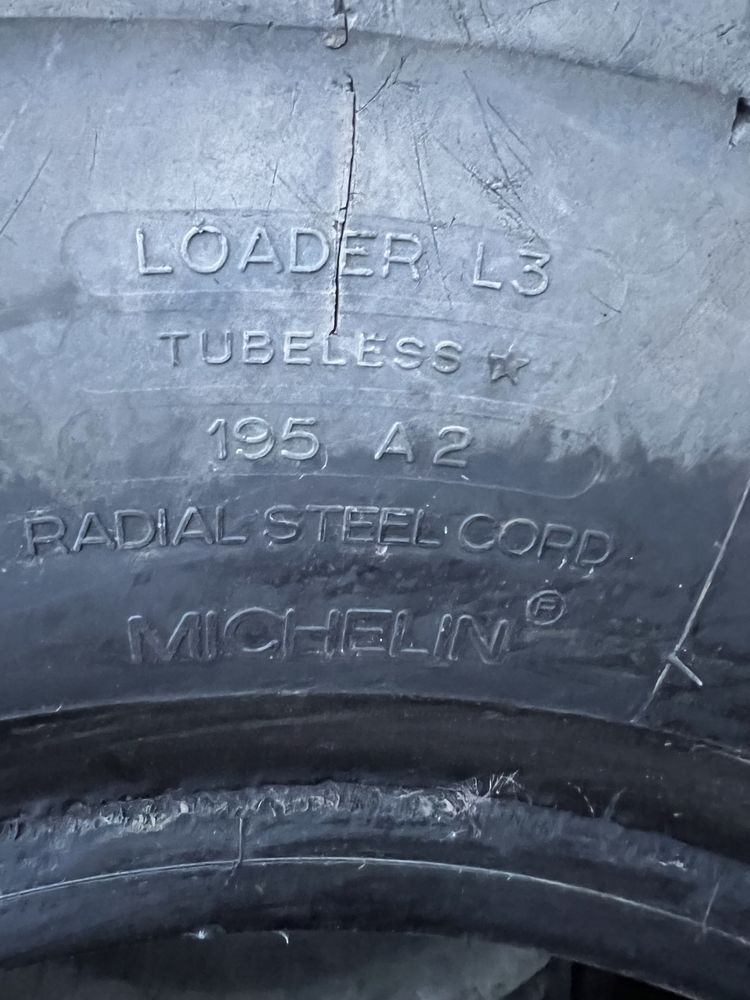 LOADER L3
TUBELESS ★
195 A2
RADIAL STEEL CORD
MICHELIN®